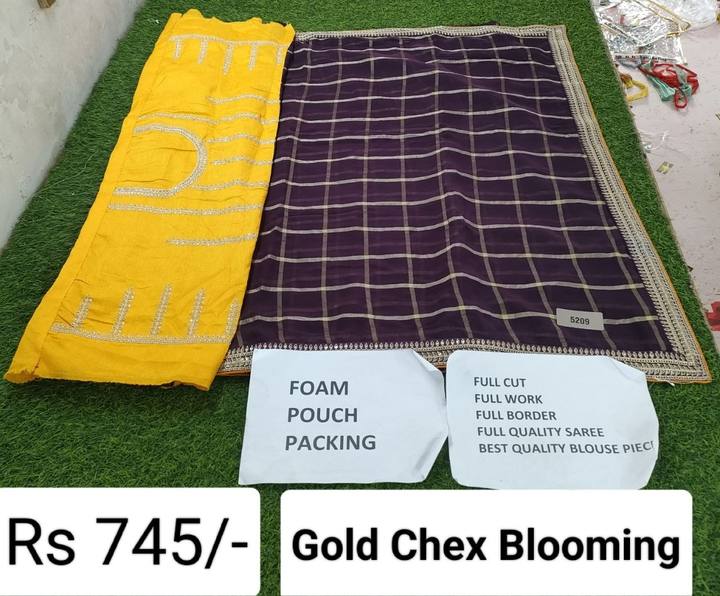 5209
FOAM
POUCH
PACKING
FULL CUT
FULL WORK
FULL BORDER
FULL QUALITY SAREE
BEST QUALITY BLOUSE PIEC
Rs 745/-
Gold Chex Blooming